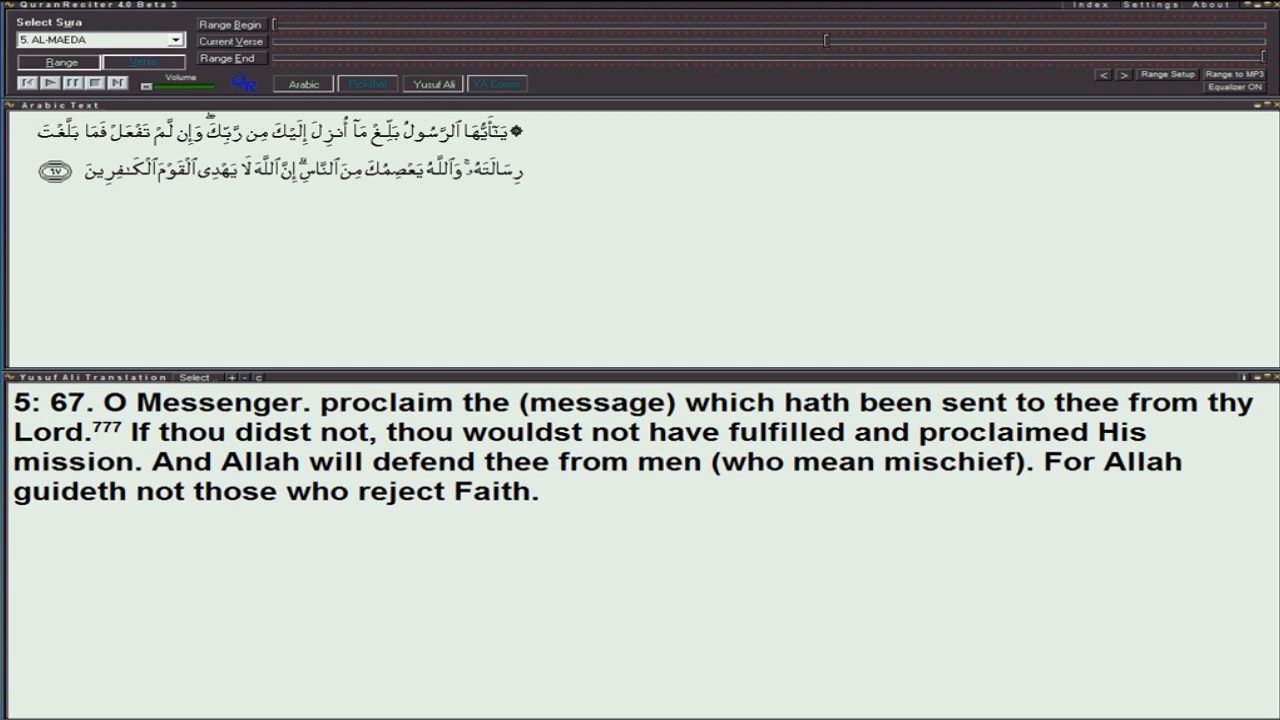 QuranReciter 4.0 Beta 3
Index Settings About
Select Sura
5. AL-MAEDA
Range Verse
Volume
Range Begin
Current Verse
Range End
Arabic Pickthal Yusuf Ali YA Comm
< > Range Setup Range to MP3
Equalizer ON
Arabic Text
۞ يَـٰٓأَيُّهَا ٱلرَّسُولُ بَلِّغْ مَآ أُنزِلَ إِلَيْكَ مِن رَّبِّكَ ۖ وَإِن لَّمْ تَفْعَلْ فَمَا بَلَّغْتَ
رِسَالَتَهُۥ ۚ وَٱللَّهُ يَعْصِمُكَ مِنَ ٱلنَّاسِ ۗ إِنَّ ٱللَّهَ لَا يَهْدِى ٱلْقَوْمَ ٱلْكَـٰفِرِينَ ٦٧
Yusuf Ali Translation Select... + - c i
5: 67. O Messenger. proclaim the (message) which hath been sent to thee from thy
Lord.⁷⁷⁷ If thou didst not, thou wouldst not have fulfilled and proclaimed His
mission. And Allah will defend thee from men (who mean mischief). For Allah
guideth not those who reject Faith.